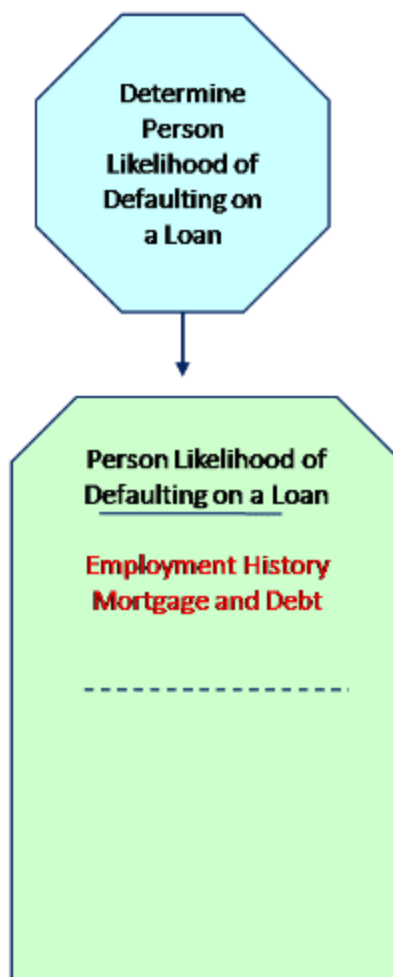 Determine
Person
Likelihood of
Defaulting on
a Loan
Person Likelihood of
Defaulting on a Loan
Employment History
Mortgage and Debt